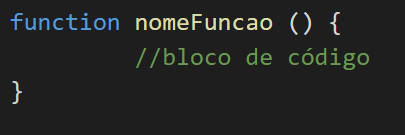 function nomeFuncao () {
//bloco de código
}